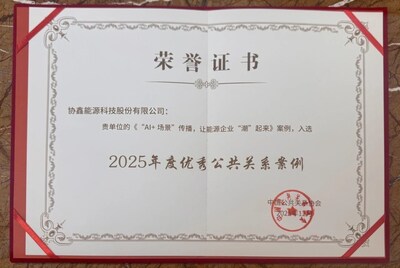 荣誉证书
协鑫能源科技股份有限公司：
贵单位的《“AI+场景”传播，让能源企业“潮”起来》案例，入选
2025年度优秀公共关系案例